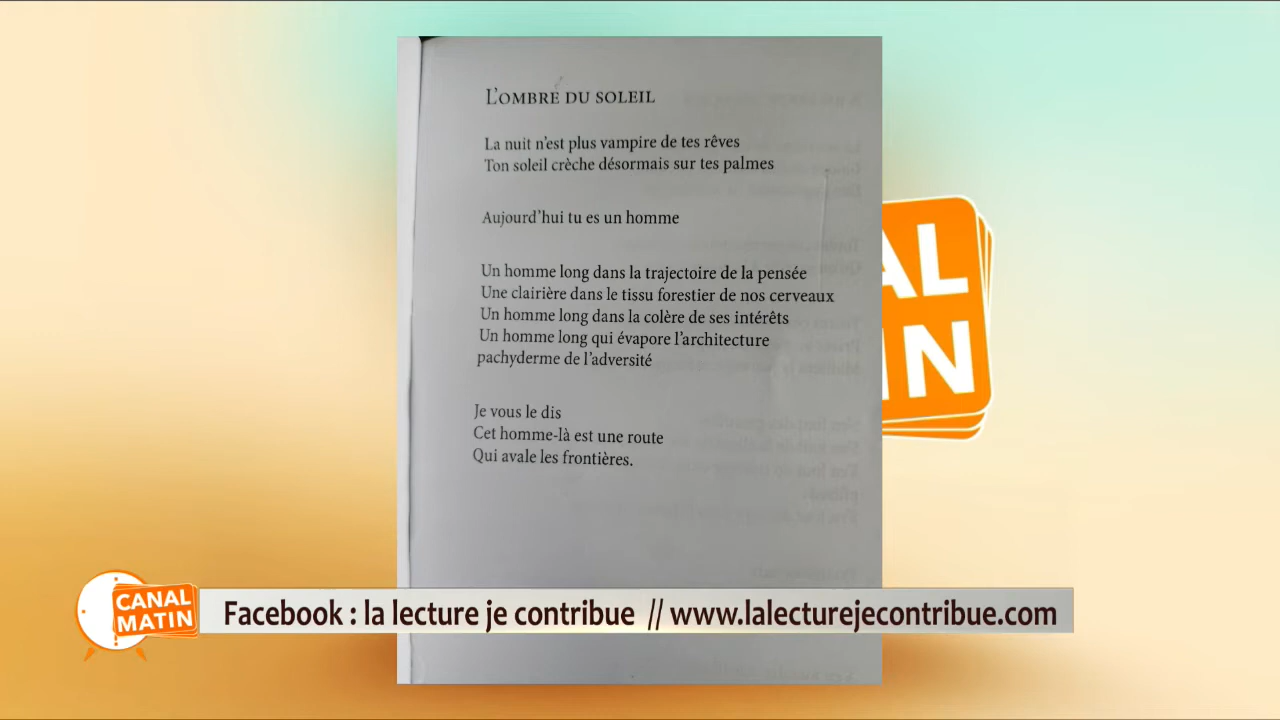 L'OMBRE DU SOLEIL
La nuit n'est plus vampire de tes rêves
Ton soleil crèche désormais sur tes palmes
Aujourd'hui tu es un homme
Un homme long dans la trajectoire de la pensée
Une clairière dans le tissu forestier de nos cerveaux
Un homme long dans la colère de ses intérêts
Un homme long qui évapore l'architecture
pachyderme de l'adversité
Je vous le dis
Cet homme-là est une route
Qui avale les frontières.
AL
IN
CANAL
MATIN
Facebook : la lecture je contribue // www.lalecturejecontribue.com